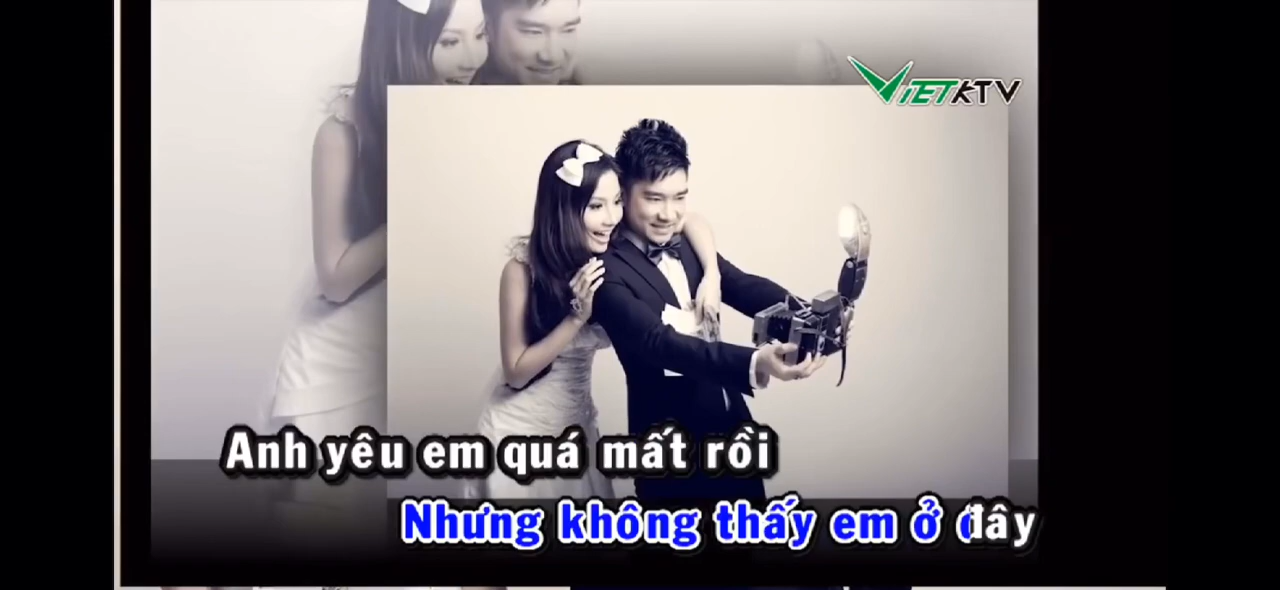 VIETKTV
Anh yêu em quá mất rồi
Nhưng không thấy em ở đây